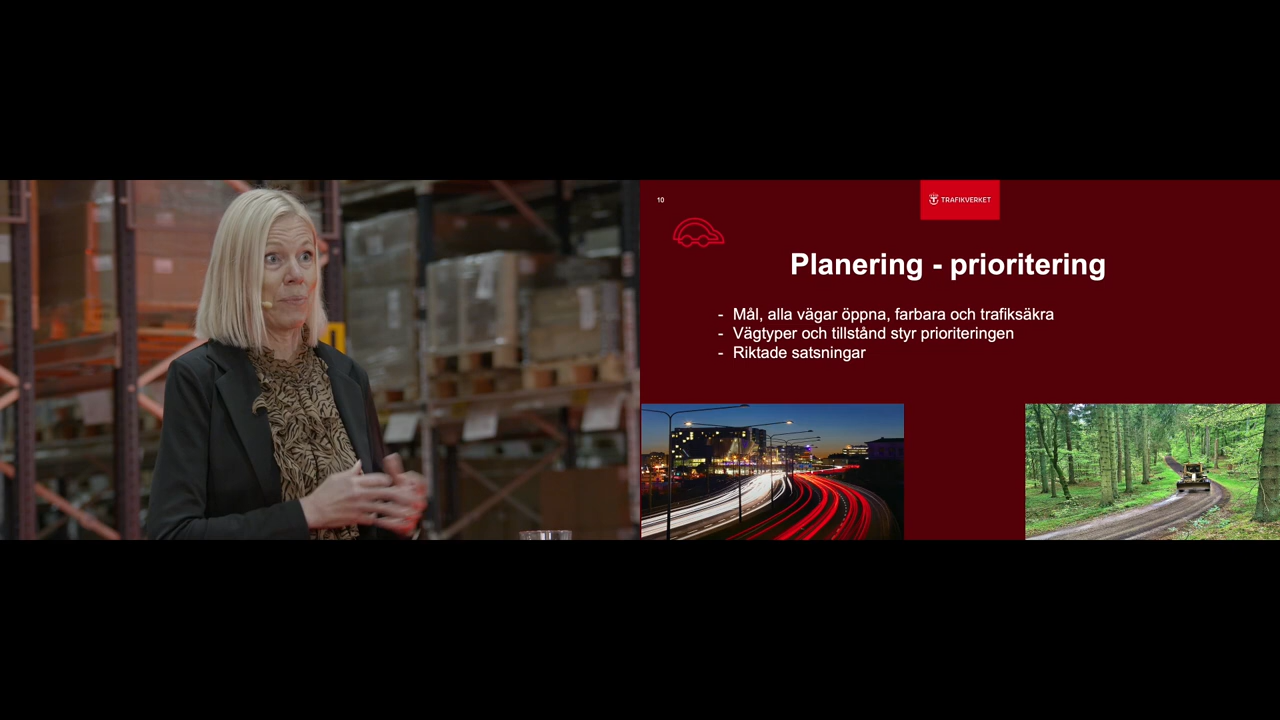 10
TRAFIKVERKET
Planering - prioritering
- Mål, alla vägar öppna, farbara och trafiksäkra
- Vägtyper och tillstånd styr prioriteringen
- Riktade satsningar